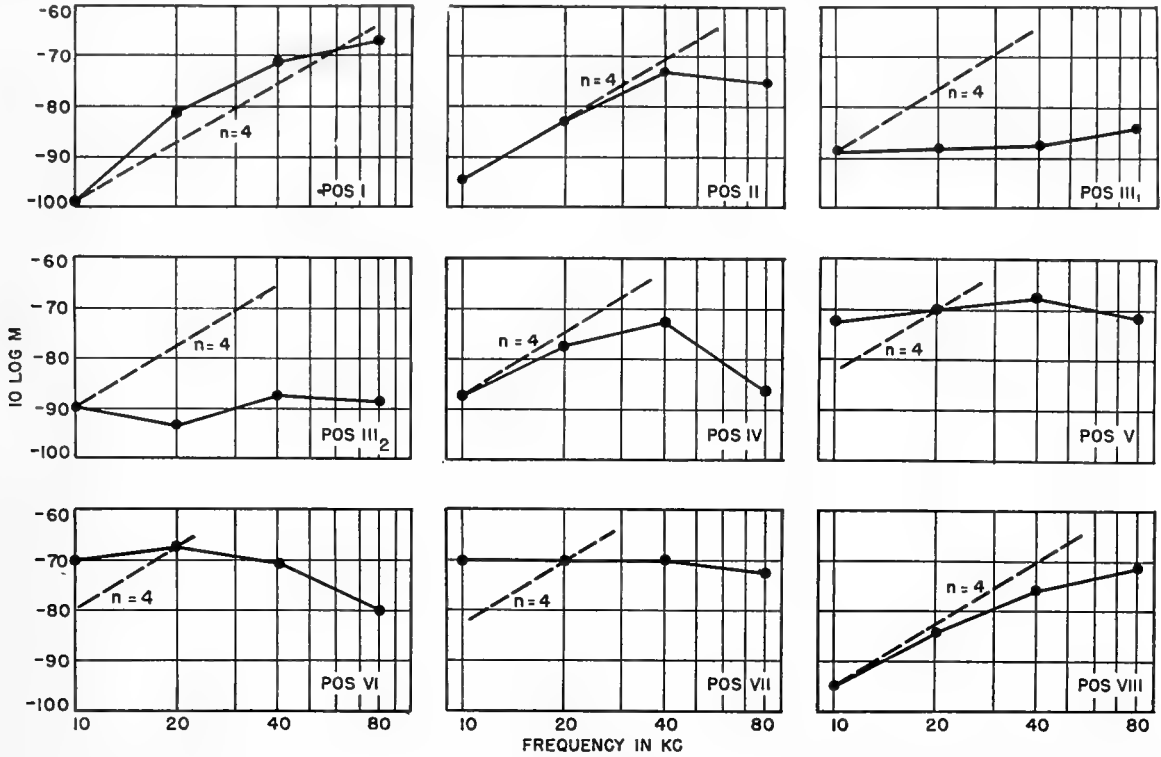 -60
-70
-80
-90
-100
n=4
POS I
n=4
POS II
n=4
POS III1
-60
-70
-80
-90
-100
10 LOG M
n=4
POS III2
n=4
POS IV
n=4
POS V
-60
-70
-80
-90
-100
n=4
POS VI
n=4
POS VII
n=4
POS VIII
10 20 40 80
10 20 40 80
10 20 40 80
FREQUENCY IN KC